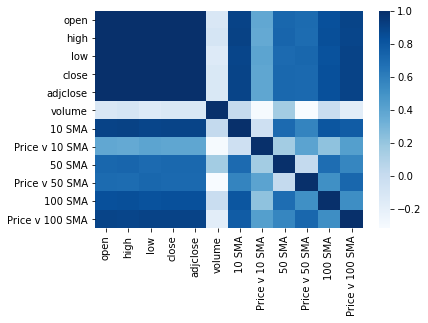 open
high
low
close
adjclose
volume
10 SMA
Price v 10 SMA
50 SMA
Price v 50 SMA
100 SMA
Price v 100 SMA
open
high
low
close
adjclose
volume
10 SMA
Price v 10 SMA
50 SMA
Price v 50 SMA
100 SMA
Price v 100 SMA
1.0
0.8
0.6
0.4
0.2
0.0
−0.2